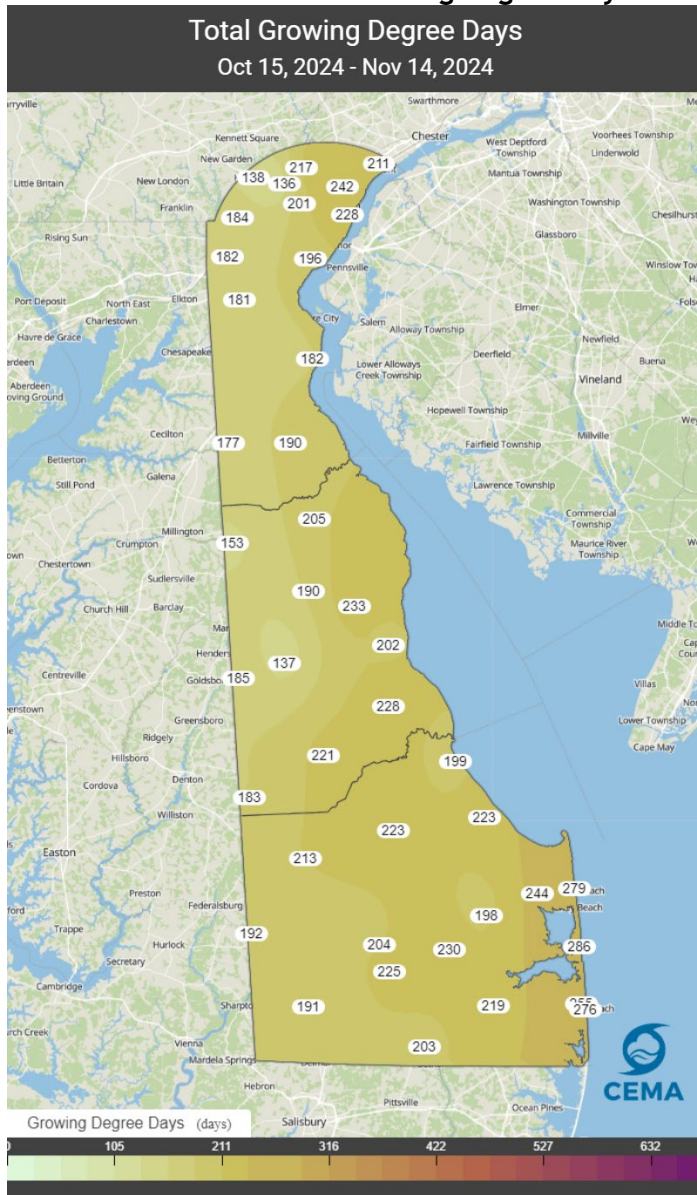 Total Growing Degree Days
Oct 15, 2024 - Nov 14, 2024
Swarthmore
Kennett Square
Chester
West Deptford
Township
Voorhees Township
Lindenwold
New Garden
217
211
Little Britain
New London
138
136
242
Mantua Township
Franklin
201
228
Washington Township
184
Rising Sun
Glassboro
182
196
Pennsville
Port Deposit
North East
Elkton
181
Salem
Elmer
Charlestown
Alloway Township
Newfield
Havre de Grace
Chesapeake
182
Deerfield
Buena
Aberdeen
Lower Alloways
Creek Township
Vineland
Hopewell Township
Cecilton
177
190
Fairfield Township
Millville
Betterton
Still Pond
Galena
Lawrence Township
205
Commercial
Township
Millington
153
Maurice River
Township
Crumpton
Chestertown
Sudlersville
190
Church Hill
Barclay
233
202
137
Centreville
185
Villas
228
Greensboro
Lower Township
Ridgely
221
Cape May
Hillsboro
199
Cordova
Denton
183
Williston
223
223
Easton
213
Preston
244
279
Beach
Federalsburg
198
Trappe
192
204
230
286
Hurlock
Secretary
225
Cambridge
191
219
276
Vienna
203
Mardela Springs
CEMA
Hebron
Pittsville
Ocean Pines
Growing Degree Days (days)
Salisbury
0 105 211 316 422 527 632